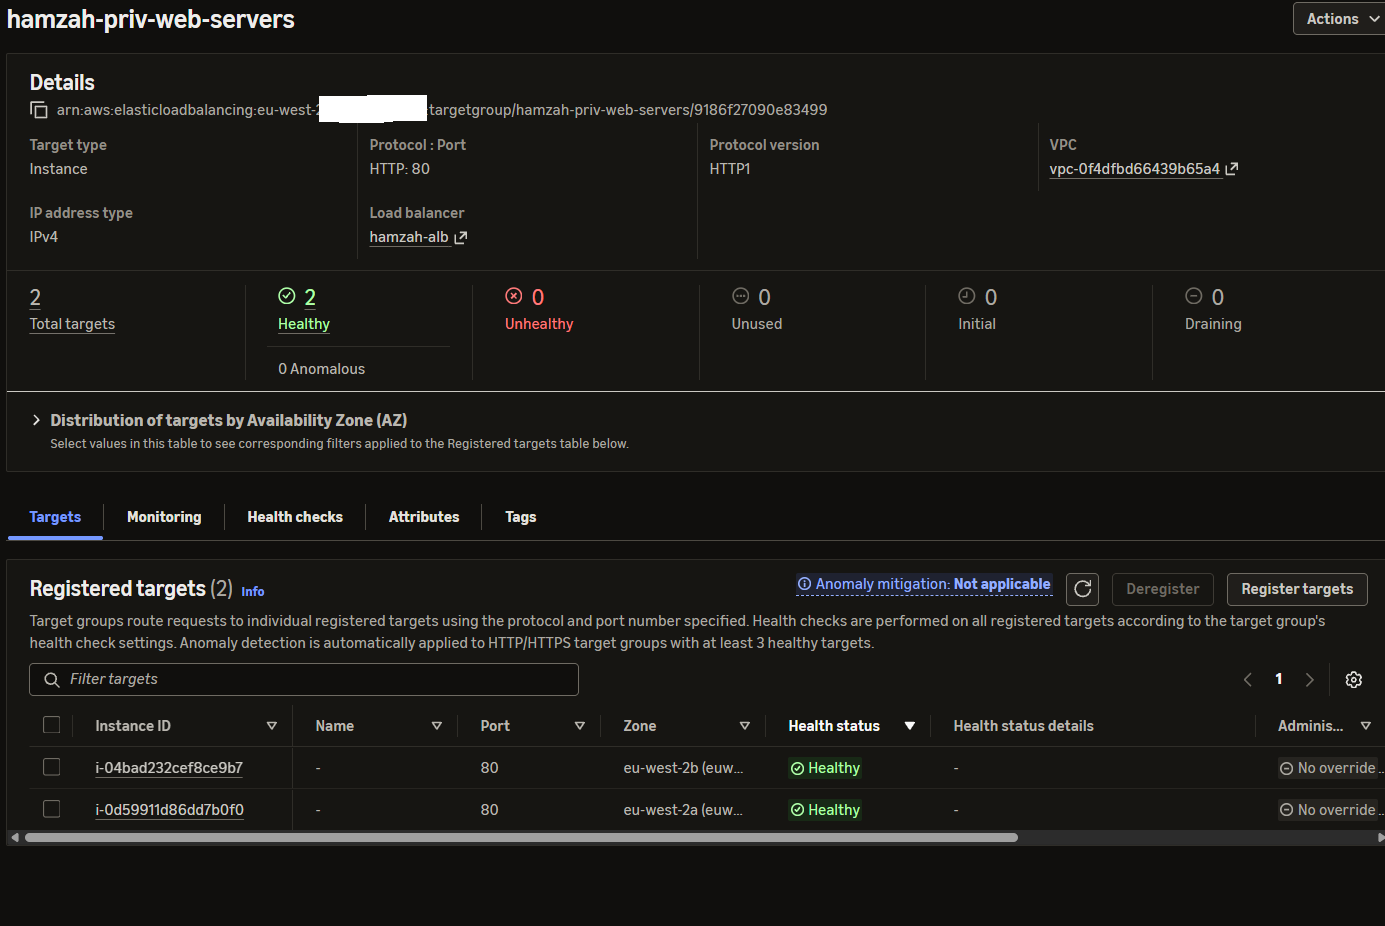 hamzah-priv-web-servers
Actions
Details
arn:aws:elasticloadbalancing:eu-west-2 :targetgroup/hamzah-priv-web-servers/9186f27090e83499
Target type
Instance
Protocol : Port
HTTP: 80
Protocol version
HTTP1
VPC
vpc-0f4dfbd66439b65a4
IP address type
IPv4
Load balancer
hamzah-alb
2
Total targets
2
Healthy
0 Anomalous
0
Unhealthy
0
Unused
0
Initial
0
Draining
Distribution of targets by Availability Zone (AZ)
Select values in this table to see corresponding filters applied to the Registered targets table below.
Targets Monitoring Health checks Attributes Tags
Registered targets (2) Info
Anomaly mitigation: Not applicable
Deregister
Register targets
Target groups route requests to individual registered targets using the protocol and port number specified. Health checks are performed on all registered targets according to the target group's
health check settings. Anomaly detection is automatically applied to HTTP/HTTPS target groups with at least 3 healthy targets.
Filter targets
1
Instance ID Name Port Zone Health status Health status details Adminis...
i-04bad232cef8ce9b7 - 80 eu-west-2b (euw... Healthy - No override...
i-0d59911d86dd7b0f0 - 80 eu-west-2a (euw... Healthy - No override...